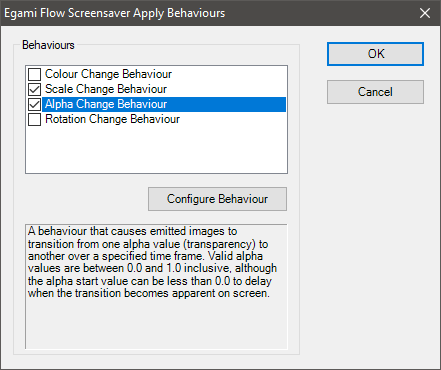 Egami Flow Screensaver Apply Behaviours
Behaviours
Colour Change Behaviour
Scale Change Behaviour
Alpha Change Behaviour
Rotation Change Behaviour
OK
Cancel
Configure Behaviour
A behaviour that causes emitted images to
transition from one alpha value (transparency) to
another over a specified time frame. Valid alpha
values are between 0.0 and 1.0 inclusive, although
the alpha start value can be less than 0.0 to delay
when the transition becomes apparent on screen.